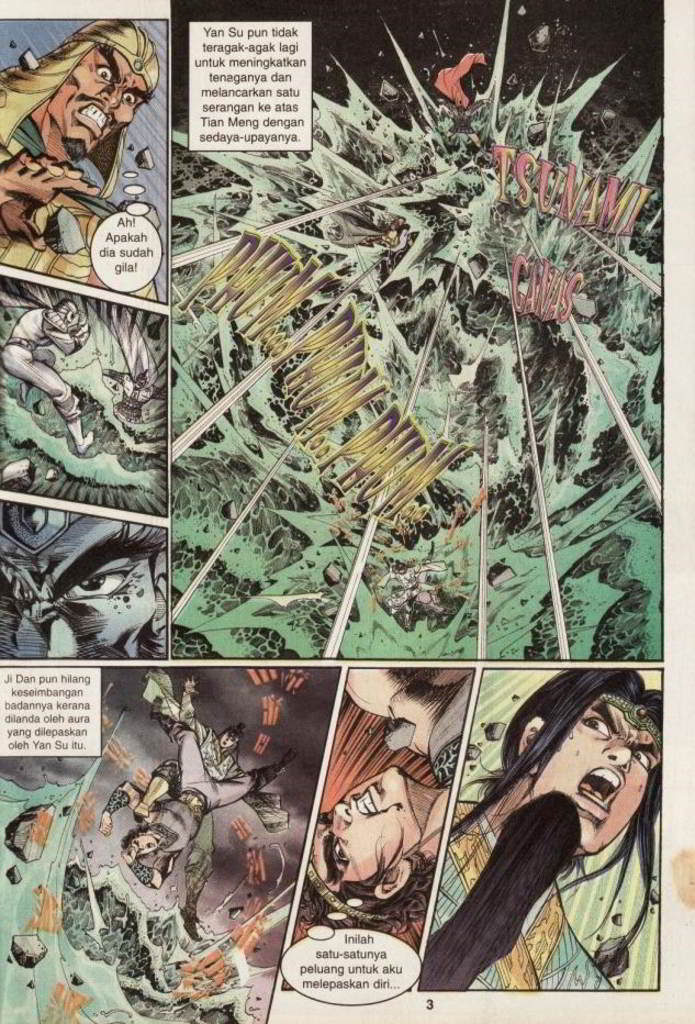 Yan Su pun tidak
teragak-agak lagi
untuk meningkatkan
tenaganya dan
melancarkan satu
serangan ke atas
Tian Meng dengan
sedaya-upayanya.
Ah!
Apakah
dia sudah
gila!
TSUNAMI
GANAS
Ji Dan pun hilang
keseimbangan
badannya kerana
dilanda oleh aura
yang dilepaskan
oleh Yan Su itu.
Inilah
satu-satunya
peluang untuk aku
melepaskan diri...
3